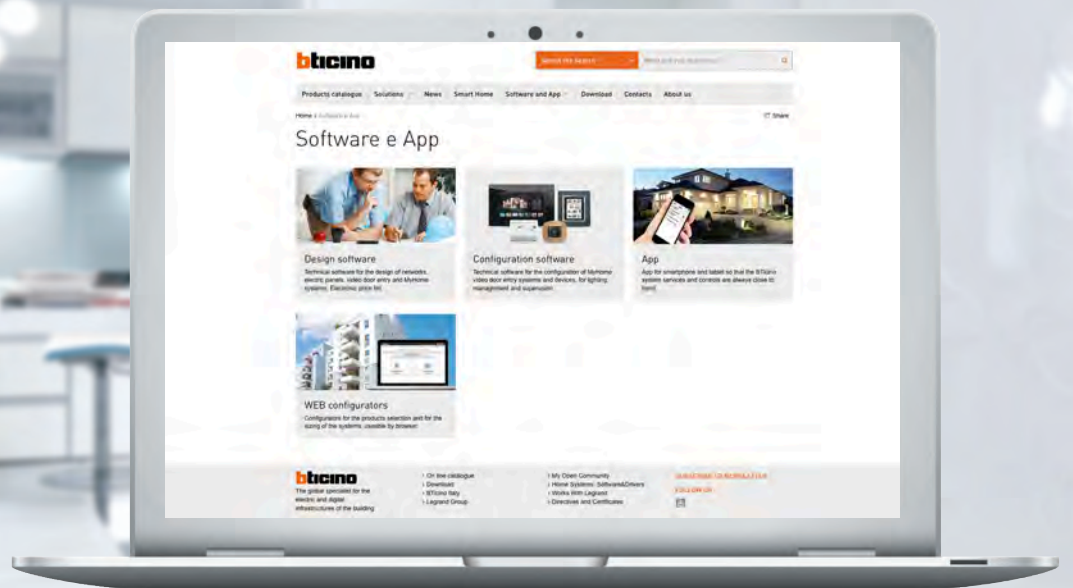 bticino
Products catalogue Solutions News Smart Home Software and App Download Contacts About us
Home / Software e App
Share
Software e App
Design software
Technical software for the design of networks,
electric panels, video door entry and MyHome
systems. Electronic price list.
Configuration software
Technical software for the configuration of MyHome
video door entry systems and devices, for lighting
management and supervision.
App
App for smartphone and tablet so that the BTicino
system services and controls are always close to
hand.
WEB configurators
Configurators for the products selection and for the
sizing of the systems, useable by browser.
bticino
The global specialist for the
electric and digital
infrastructures of the building
› On line catalogue
› Download
› BTicino Italy
› Legrand Group
› My Open Community
› Home Systems: Software&Drivers
› Works With Legrand
› Directives and Certificates
SUBSCRIBE TO NEWSLETTER
FOLLOW US